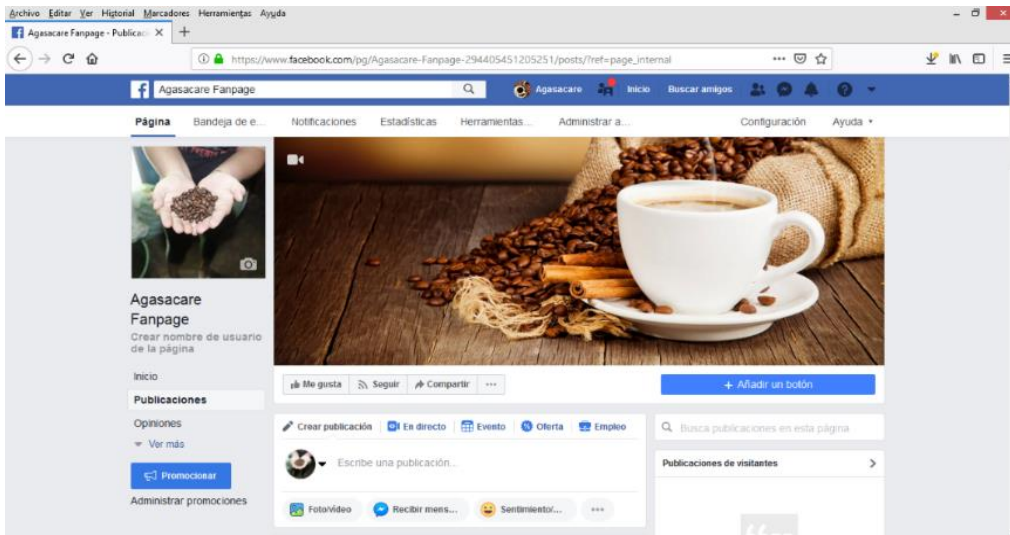 Archivo Editar Ver Historial Marcadores Herramientas Ayuda
Agasacare Fanpage - Publicac
https://www.facebook.com/pg/Agasacare-Fanpage-294405451205251/posts/?ref=page_internal
Agasacare Fanpage
Agasacare Inicio Buscar amigos
Página Bandeja de e... Notificaciones Estadísticas Herramientas... Administrar a... Configuración Ayuda
Agasacare
Fanpage
Crear nombre de usuario
de la página
Inicio
Publicaciones
Opiniones
Ver más
Promocionar
Administrar promociones
Me gusta Seguir Compartir ...
+ Añadir un botón
Crear publicación En directo Evento Oferta Empleo
Escribe una publicación...
Foto/vídeo Recibir mens... Sentimiento/... ...
Busca publicaciones en esta página
Publicaciones de visitantes